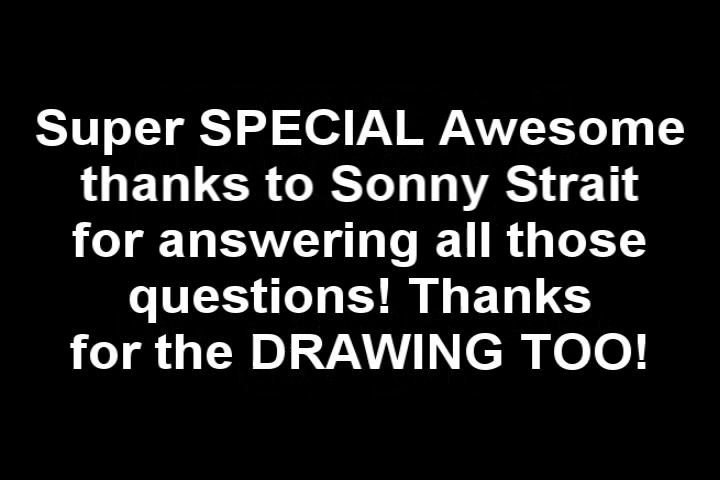 Super SPECIAL Awesome
thanks to Sonny Strait
for answering all those
questions! Thanks
for the DRAWING TOO!